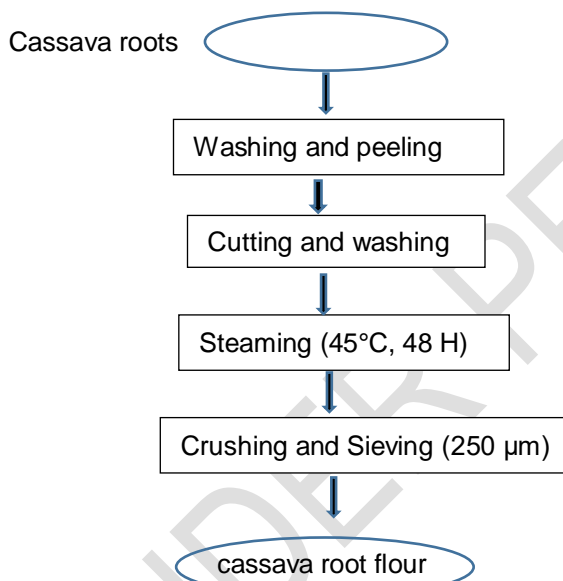 Cassava roots
Washing and peeling
Cutting and washing
Steaming (45°C, 48 H)
Crushing and Sieving (250 µm)
cassava root flour